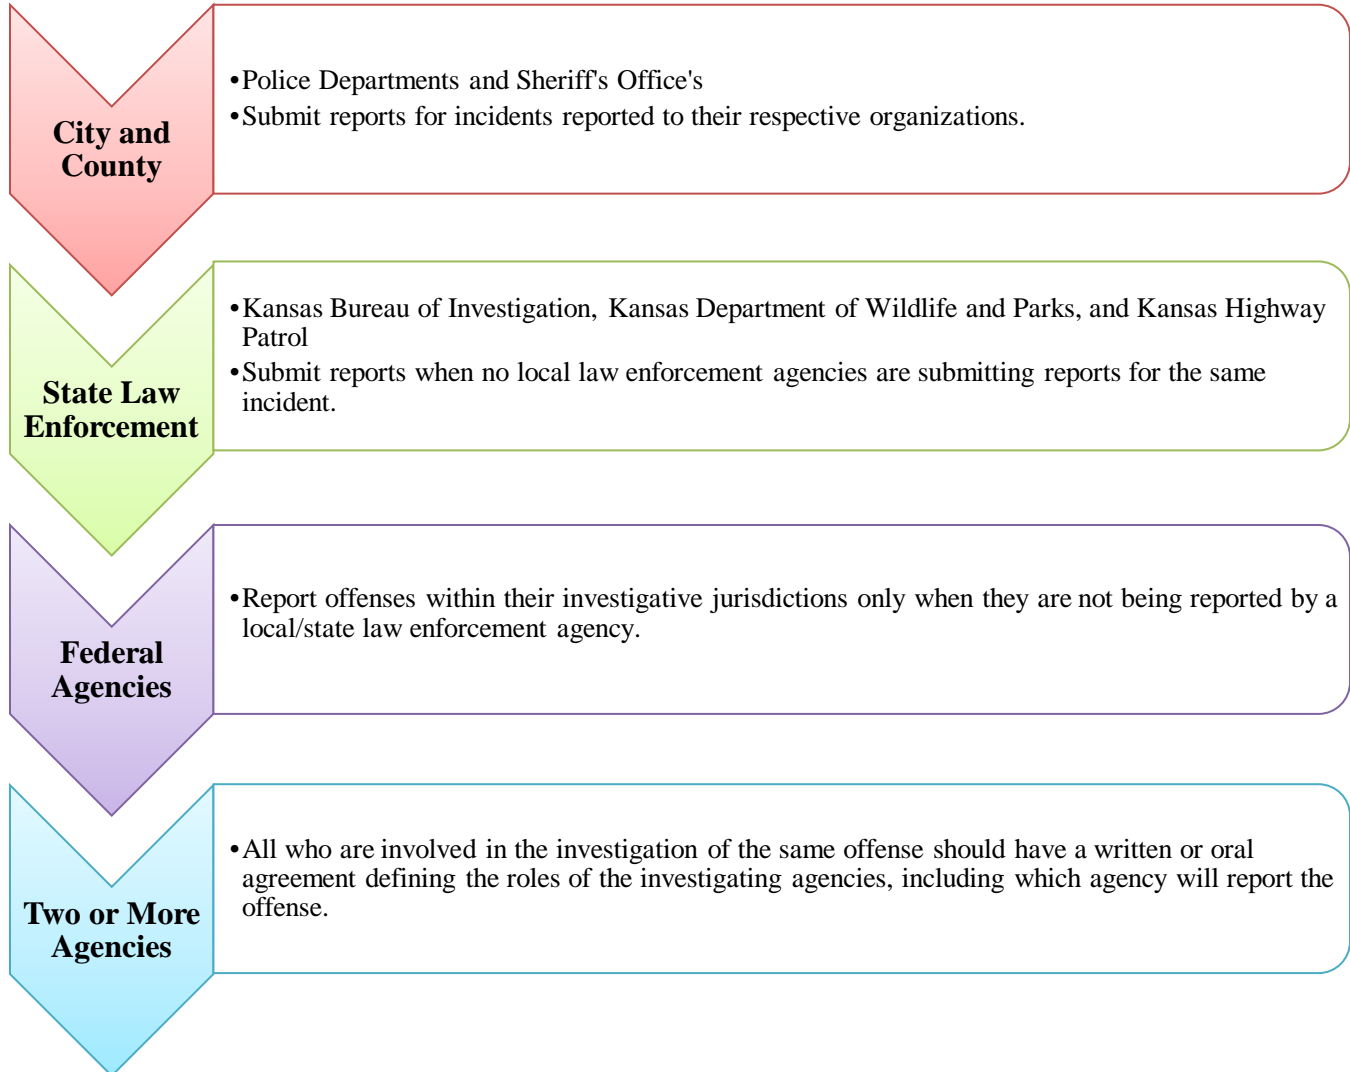 City and
County
•Police Departments and Sheriff's Office's
•Submit reports for incidents reported to their respective organizations.
State Law
Enforcement
•Kansas Bureau of Investigation, Kansas Department of Wildlife and Parks, and Kansas Highway
Patrol
•Submit reports when no local law enforcement agencies are submitting reports for the same
incident.
Federal
Agencies
•Report offenses within their investigative jurisdictions only when they are not being reported by a
local/state law enforcement agency.
Two or More
Agencies
•All who are involved in the investigation of the same offense should have a written or oral
agreement defining the roles of the investigating agencies, including which agency will report the
offense.